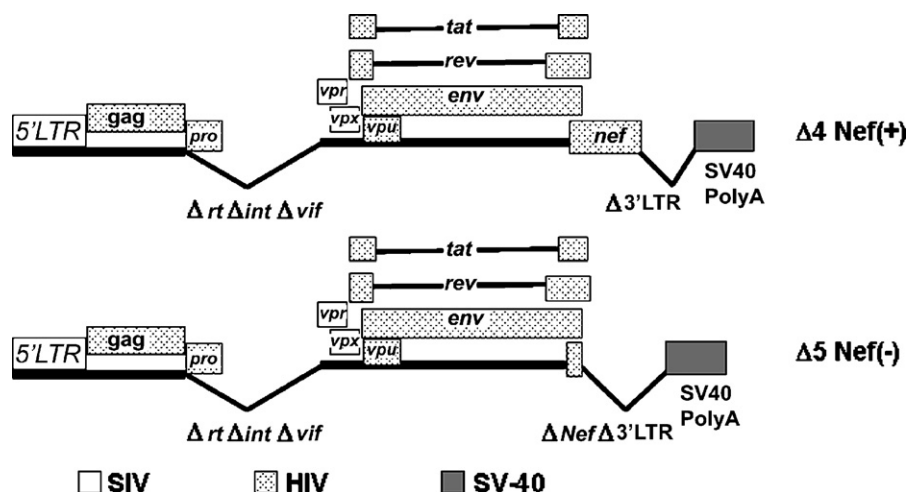 tat
rev
vpr
env
5'LTR
gag
pro
vpx
vpu
nef
Δ4 Nef(+)
SV40
PolyA
Δ rt Δ int Δ vif
Δ3'LTR
tat
rev
vpr
env
5'LTR
gag
pro
vpx
vpu
Δ5 Nef(-)
SV40
PolyA
Δ rt Δ int Δ vif
Δ Nef Δ 3'LTR
SIV
HIV
SV-40